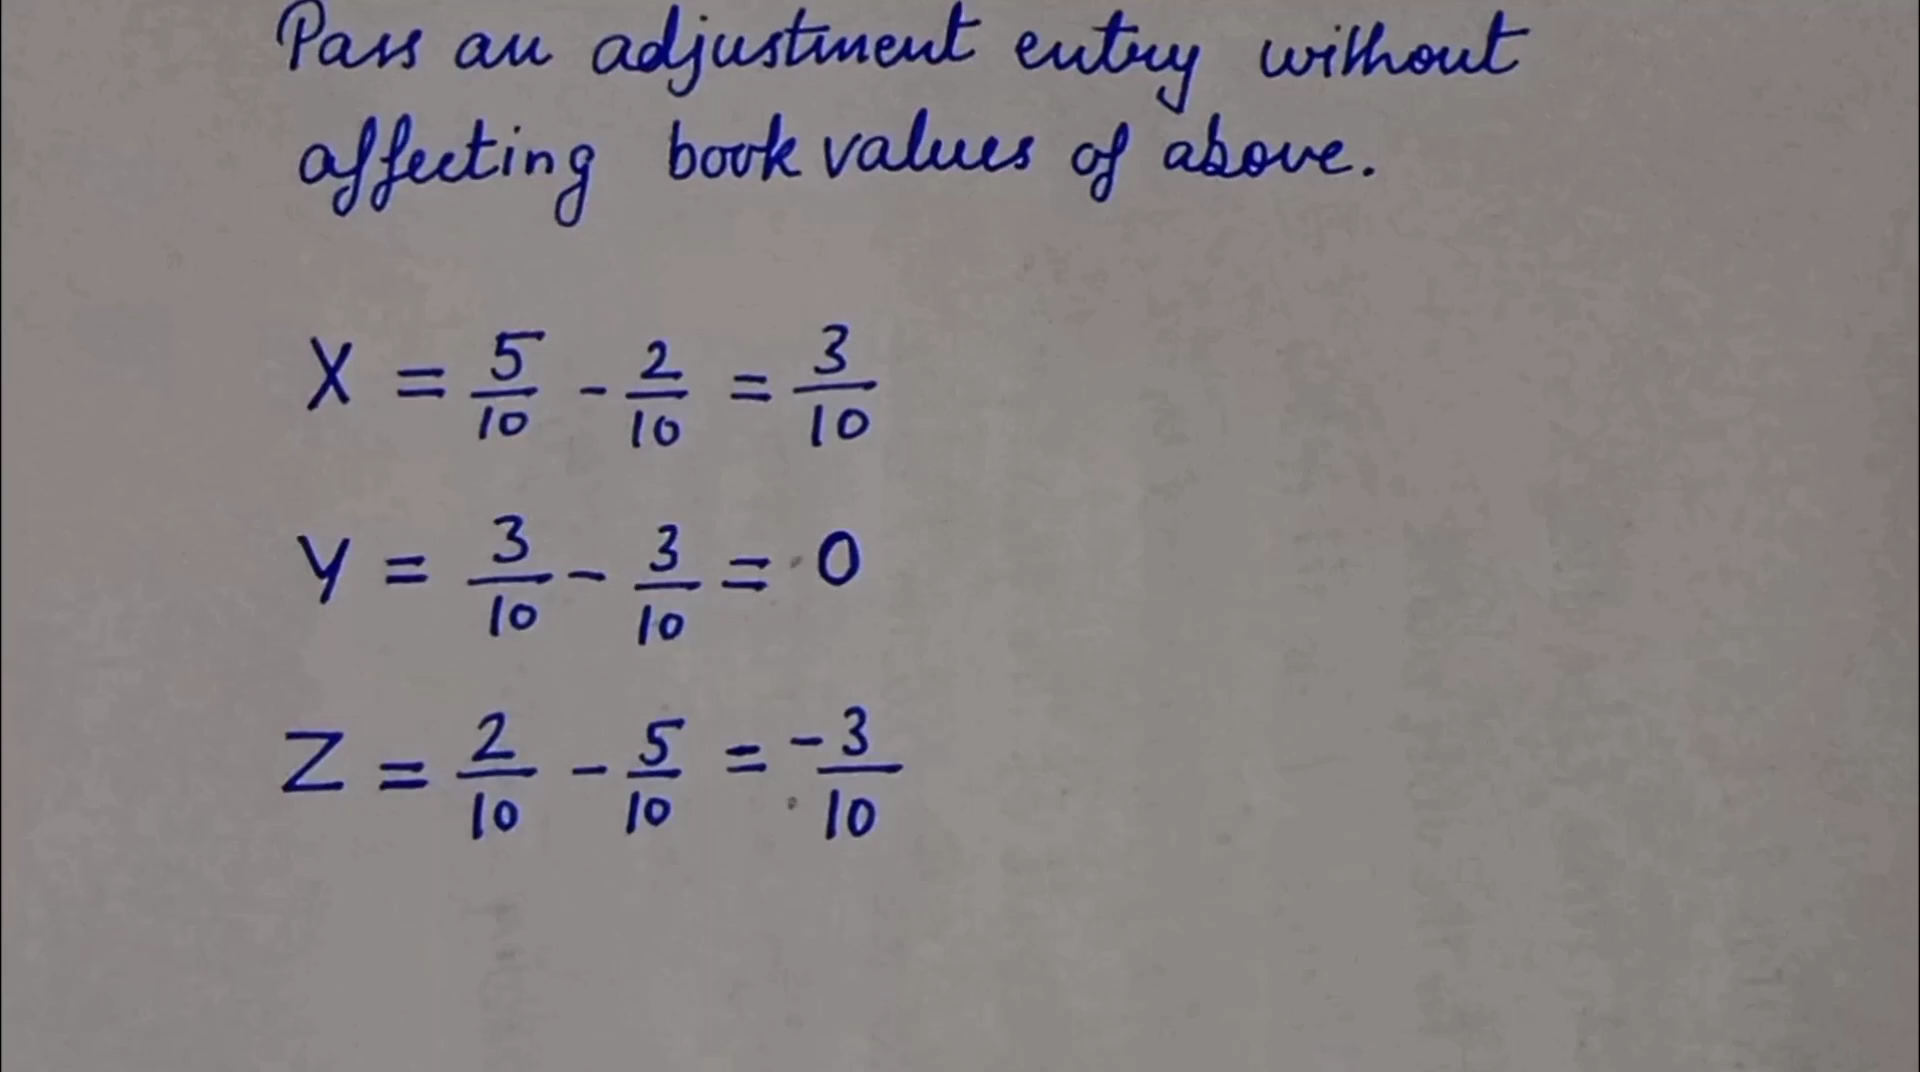 Pass an adjustment entry without
affecting book values of above.
X = 5/10 - 2/10 = 3/10
Y = 3/10 - 3/10 = 0
Z = 2/10 - 5/10 = -3/10